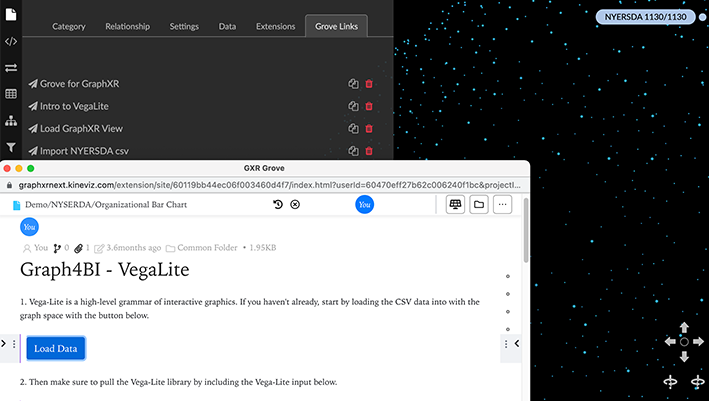 Category Relationship Settings Data Extensions Grove Links
NYERSDA 1130/1130
Grove for GraphXR
Intro to VegaLite
Load GraphXR View
Import NYERSDA csv
GXR Grove
graphxrnext.kineviz.com/extension/site/60119bb44ec06f003460d4f7/index.html?userId=60470eff27b62c006240f1bc&projectI...
Demo/NYSERDA/Organizational Bar Chart
You
You
You 0 1 3.6months ago Common Folder • 1.95KB
Graph4BI - VegaLite
1. Vega-Lite is a high-level grammar of interactive graphics. If you haven't already, start by loading the CSV data into with the
graph space with the button below.
Load Data
2. Then make sure to pull the Vega-Lite library by including the Vega-Lite input below.